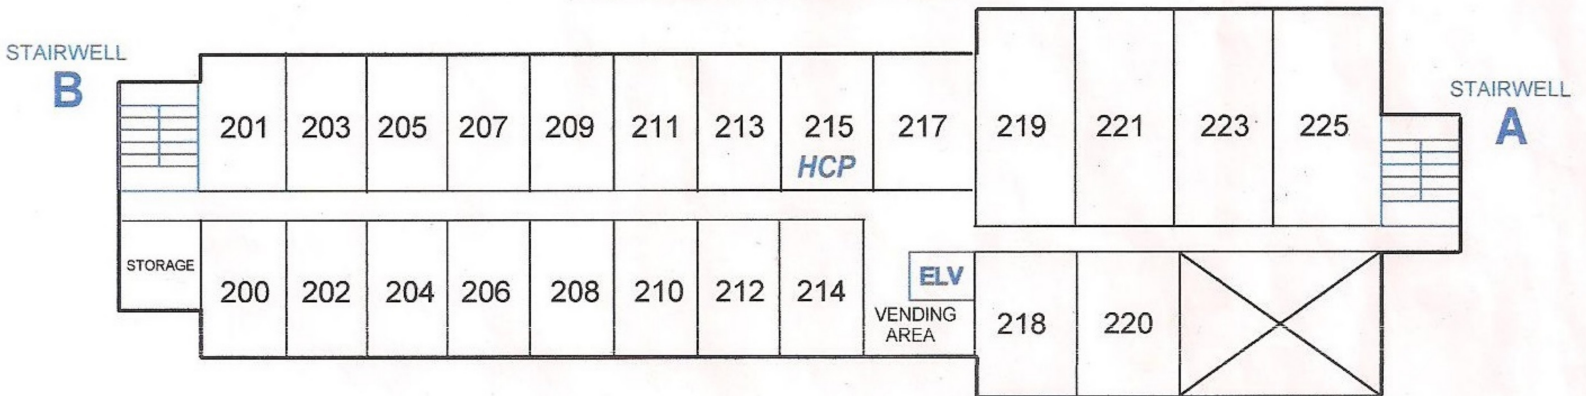 STAIRWELL
B
STAIRWELL
A
201 203 205 207 209 211 213 215 217 219 221 223 225
HCP
STORAGE
200 202 204 206 208 210 212 214
ELV
VENDING
AREA
218 220